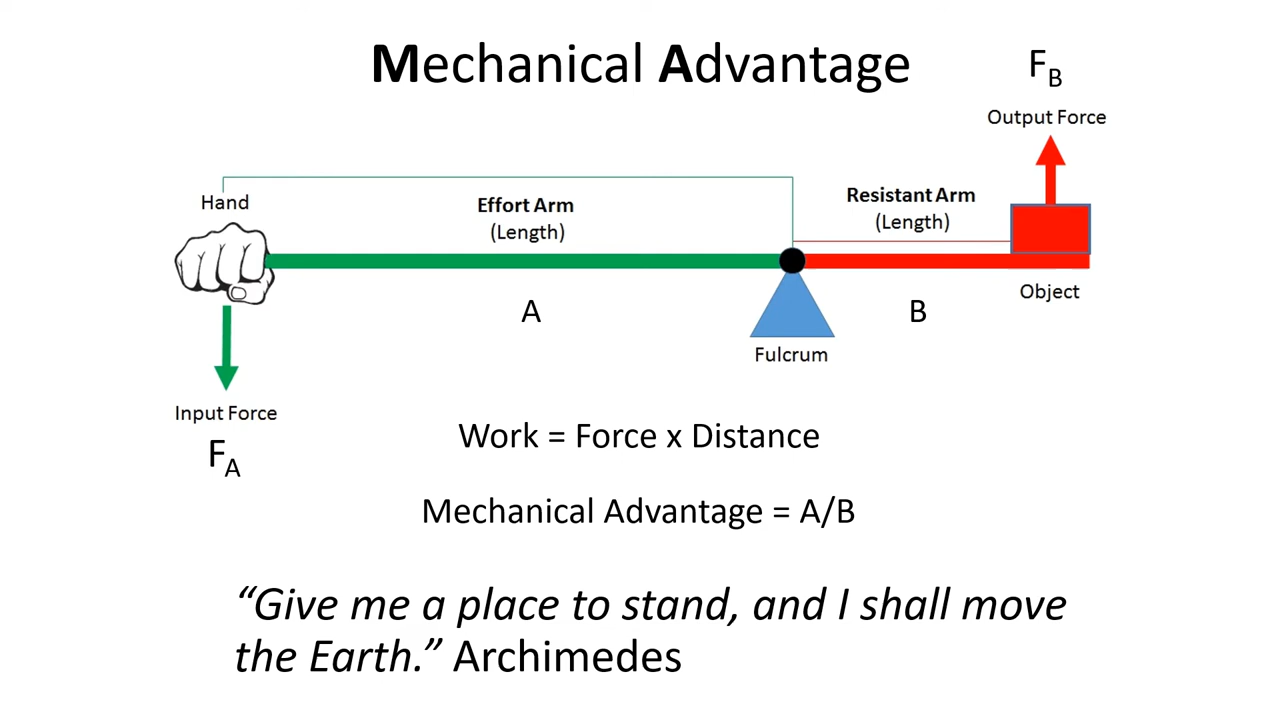 Mechanical Advantage
F_B
Output Force
Hand
Effort Arm
(Length)
Resistant Arm
(Length)
Object
A
B
Fulcrum
Input Force
F_A
Work = Force x Distance
Mechanical Advantage = A/B
“Give me a place to stand, and I shall move
the Earth.” Archimedes